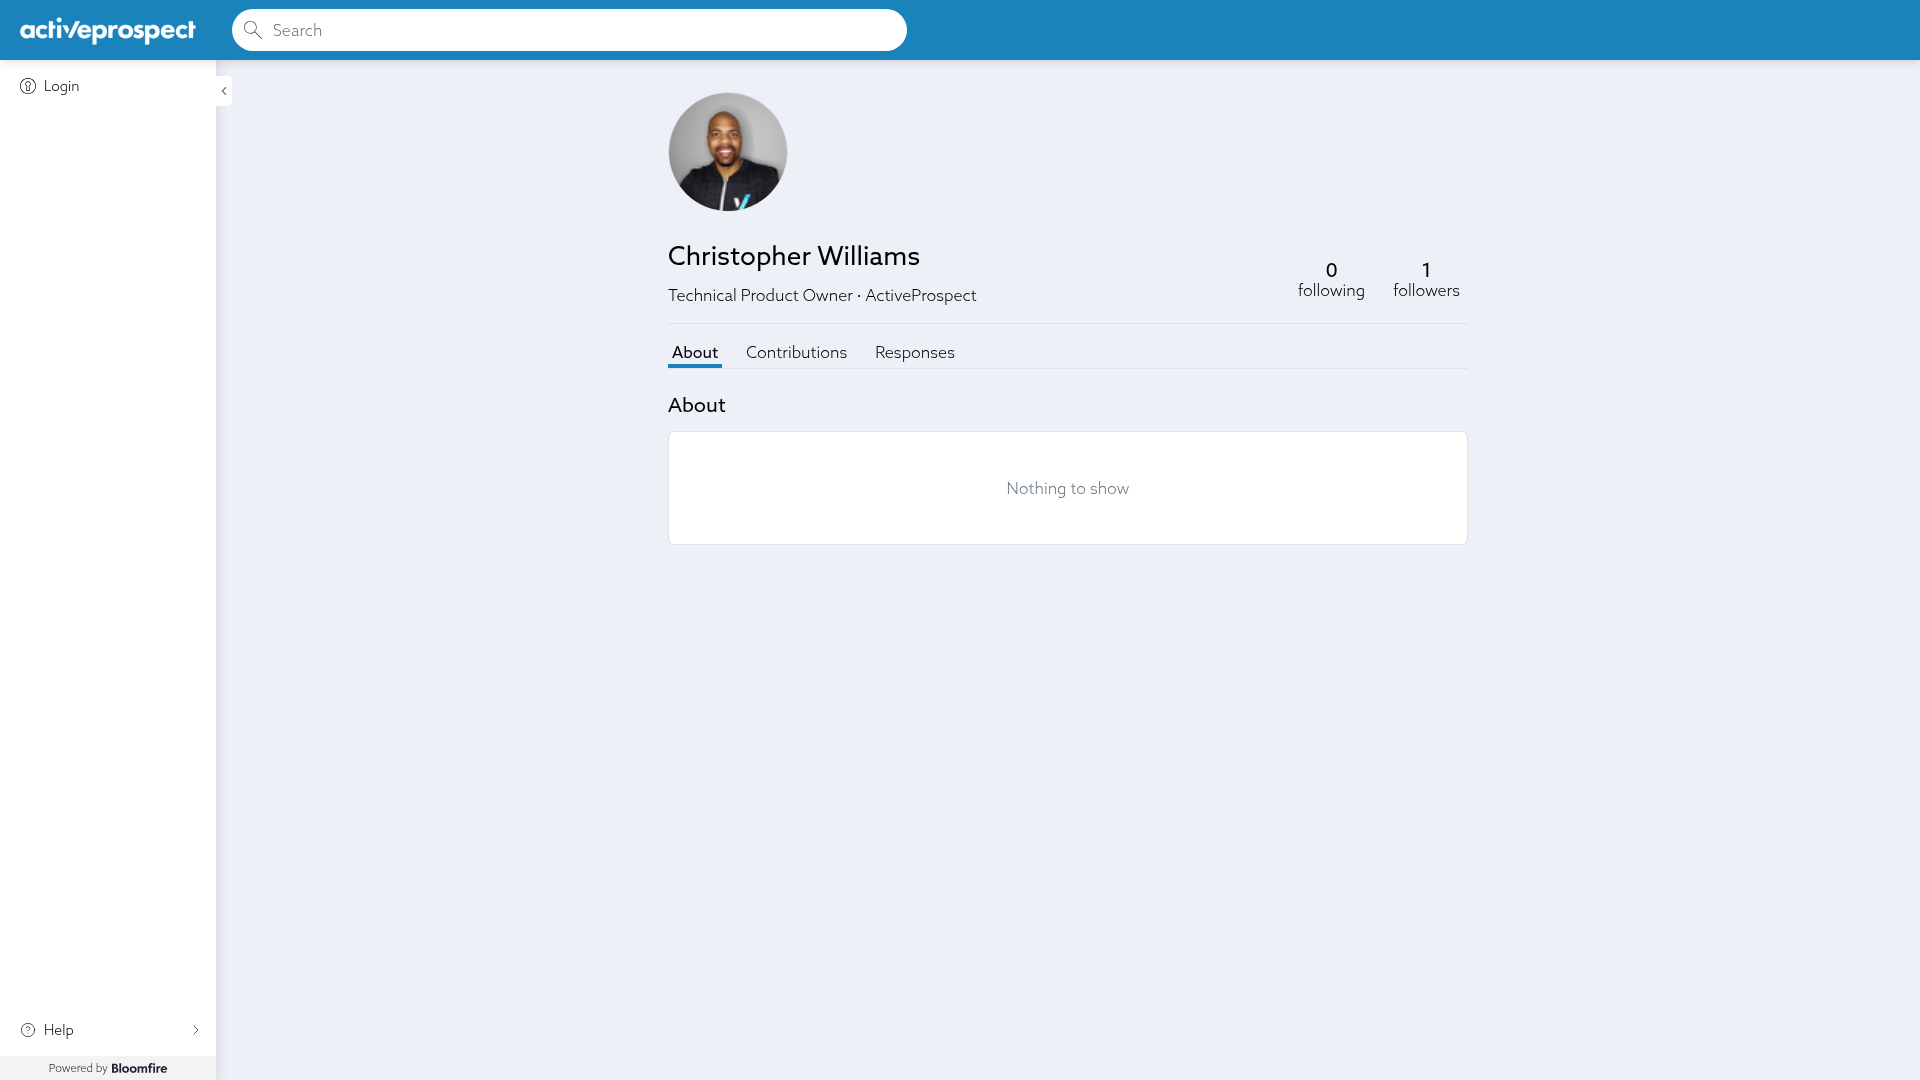 activeprospect
Search
Login
Christopher Williams
Technical Product Owner · ActiveProspect
0
following
1
followers
About
Contributions
Responses
About
Nothing to show
Help
Powered by Bloomfire